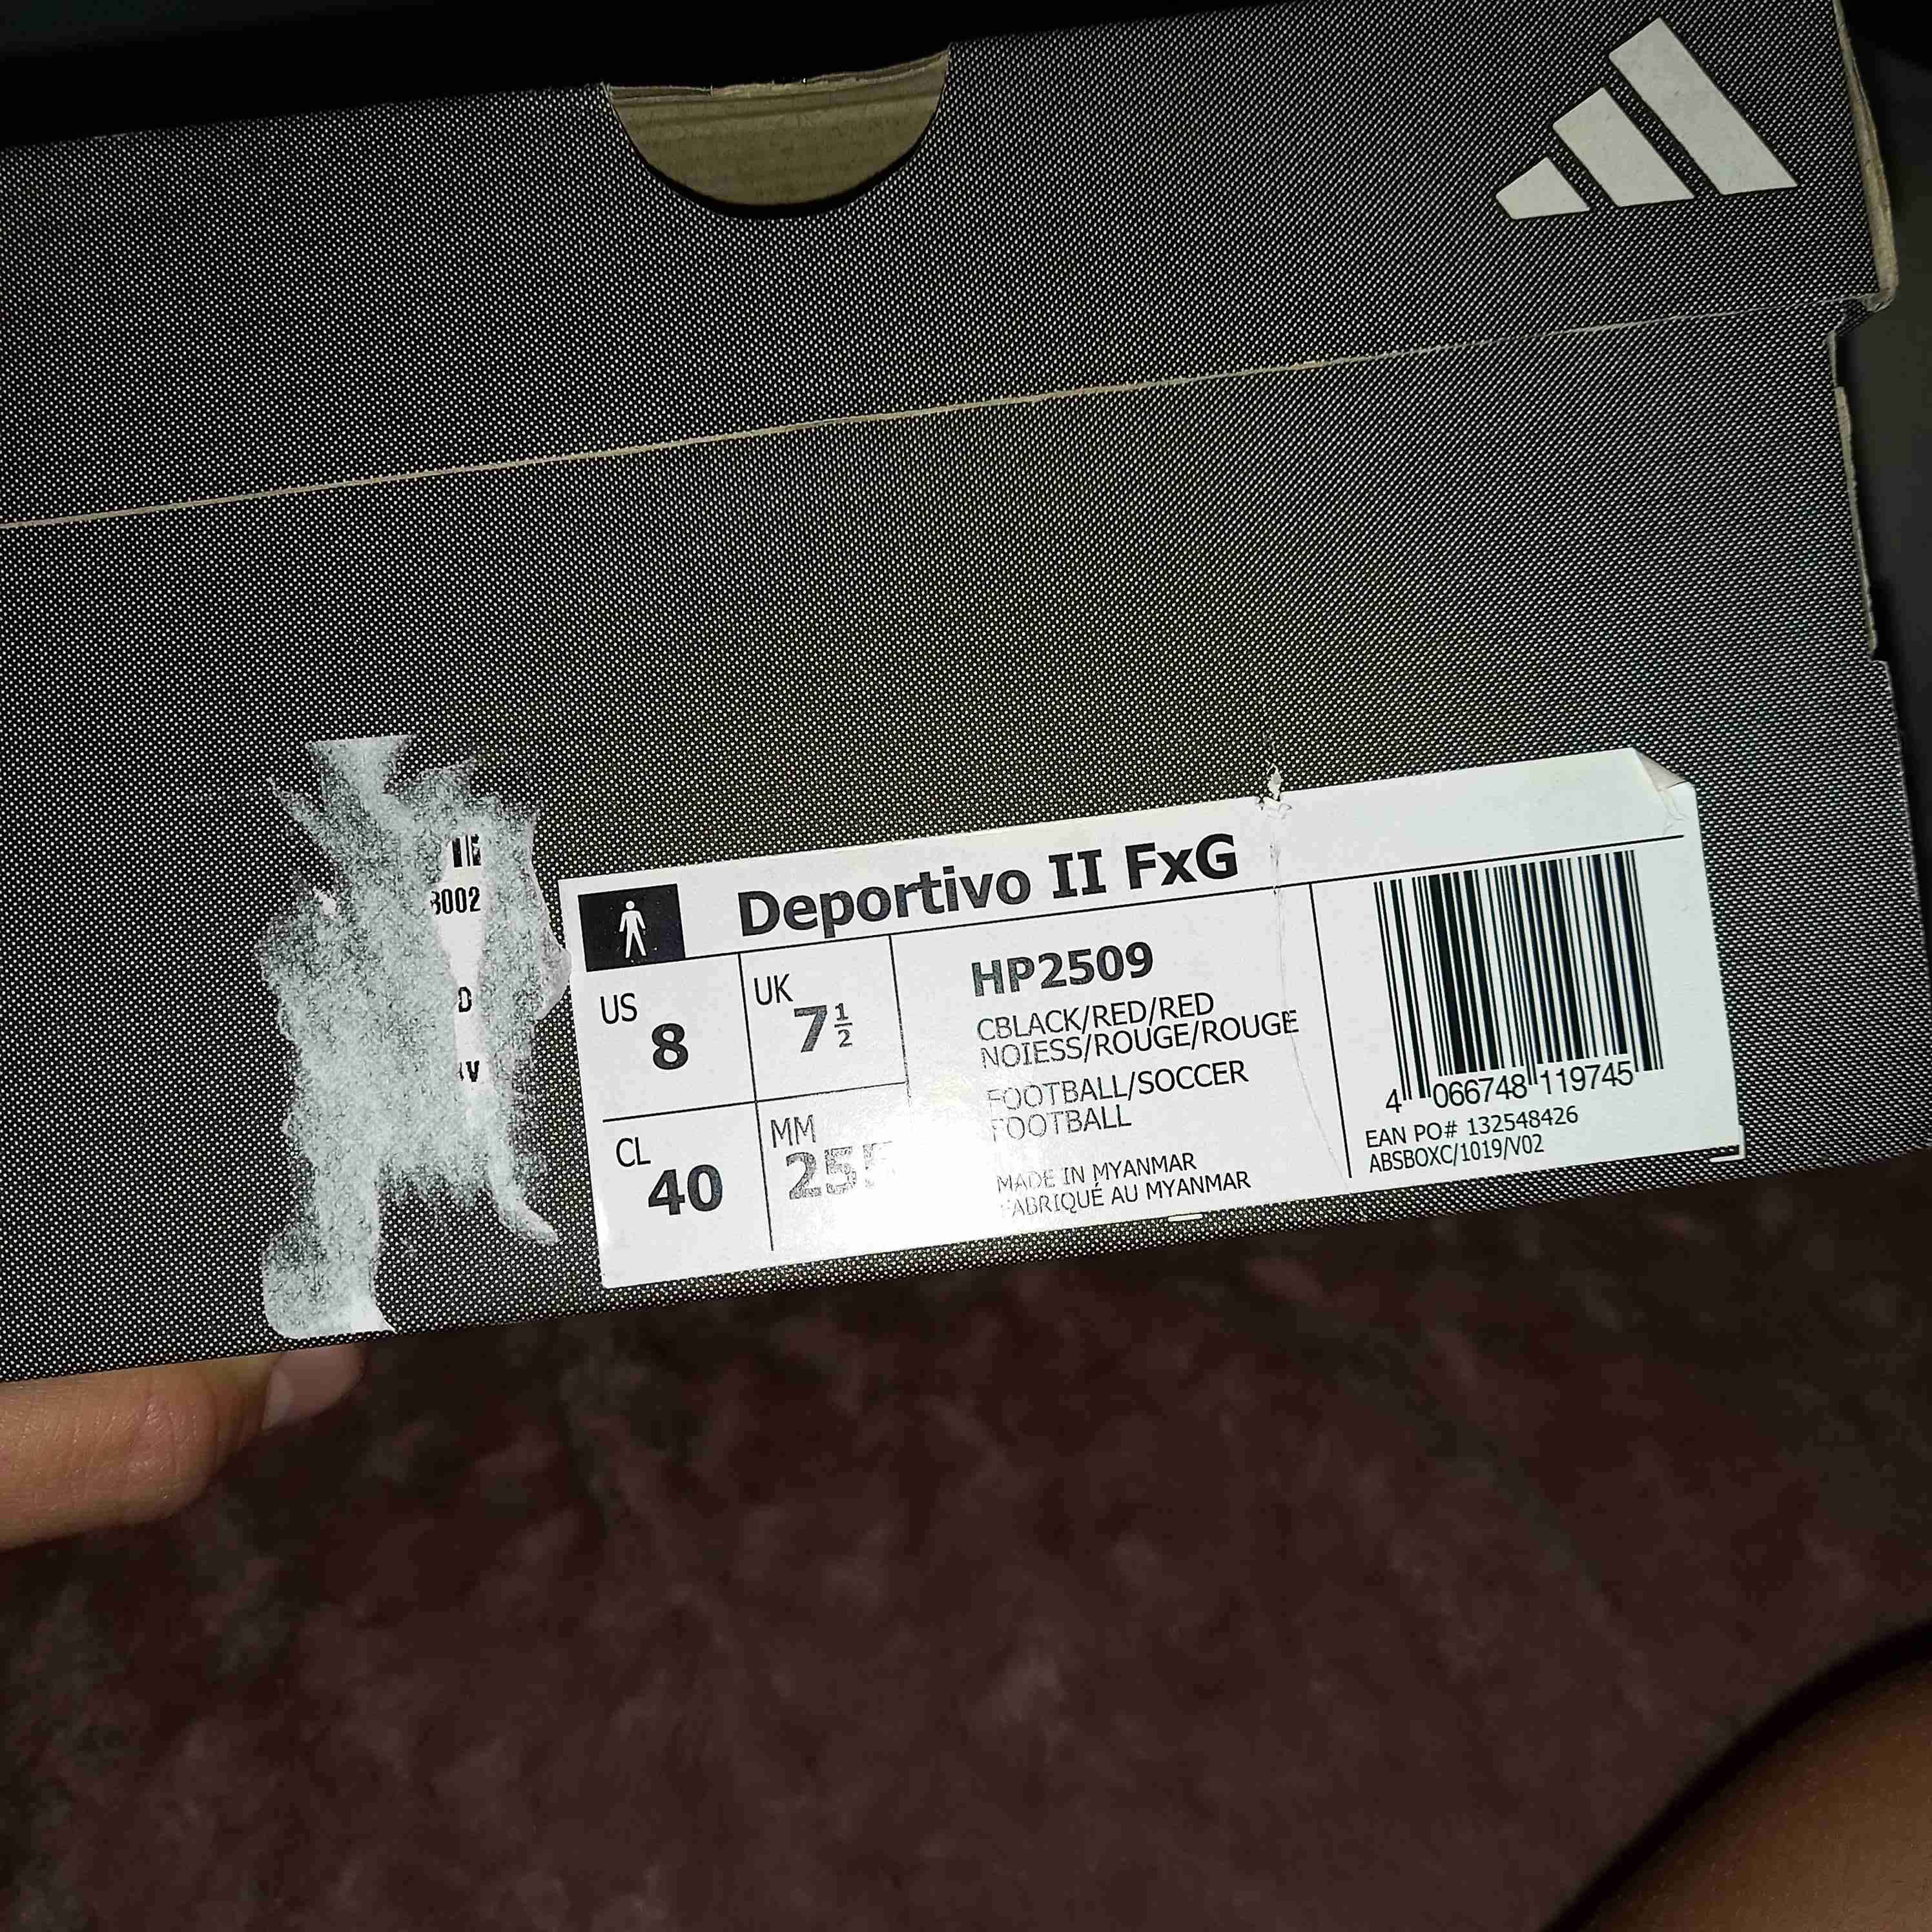 3002
D
V
Deportivo II FxG
US
8
UK
7 1/2
CL
40
MM
HP2509
CBLACK/RED/RED
NOIESS/ROUGE/ROUGE
FOOTBALL/SOCCER
FOOTBALL
MADE IN MYANMAR
FABRIQUÉ AU MYANMAR
4 066748 119745
EAN PO# 132548426
ABSBOXC/1019/V02